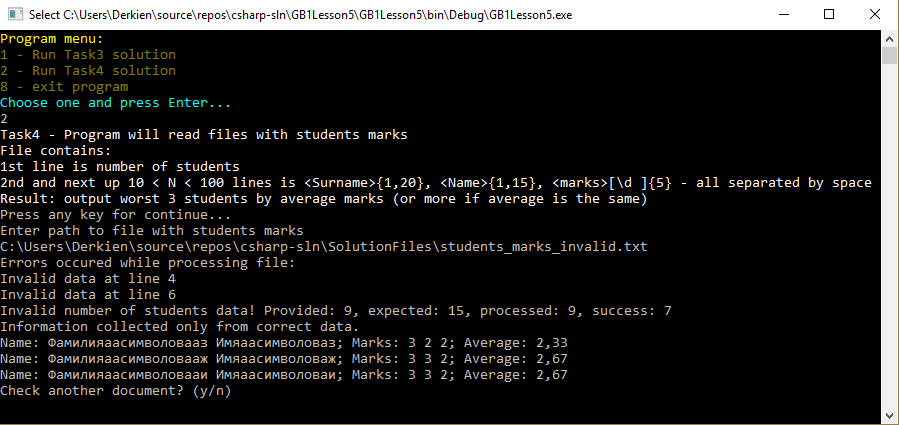 Select C:\Users\Derkien\source\repos\csharp-sln\GB1Lesson5\GB1Lesson5\bin\Debug\GB1Lesson5.exe
Program menu:
1 - Run Task3 solution
2 - Run Task4 solution
8 - exit program
Choose one and press Enter...
2
Task4 - Program will read files with students marks
File contains:
1st line is number of students
2nd and next up 10 < N < 100 lines is <Surname>{1,20}, <Name>{1,15}, <marks>[\d ]{5} - all separated by space
Result: output worst 3 students by average marks (or more if average is the same)
Press any key for continue...
Enter path to file with students marks
C:\Users\Derkien\source\repos\csharp-sln\SolutionFiles\students_marks_invalid.txt
Errors occured while processing file:
Invalid data at line 4
Invalid data at line 6
Invalid number of students data! Provided: 9, expected: 15, processed: 9, success: 7
Information collected only from correct data.
Name: Фамилияаасимволовааз Имяаасимволоваз; Marks: 3 2 2; Average: 2,33
Name: Фамилияаасимволовааж Имяаасимволоваж; Marks: 3 3 2; Average: 2,67
Name: Фамилияаасимволовааи Имяаасимволоваи; Marks: 3 3 2; Average: 2,67
Check another document? (y/n)